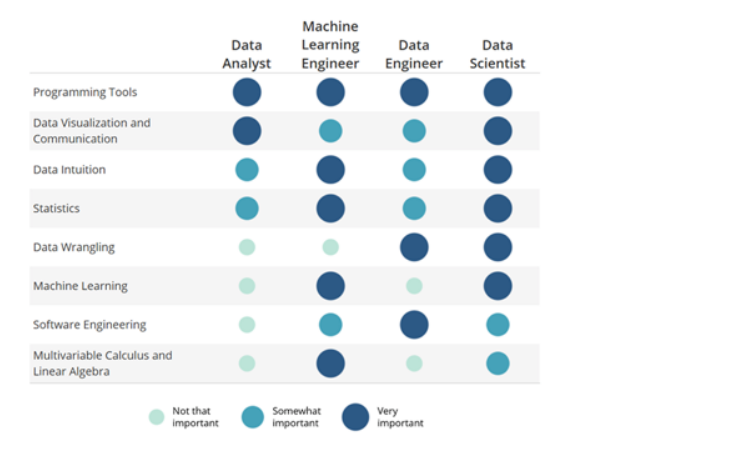 Data Analyst
Machine Learning Engineer
Data Engineer
Data Scientist
Programming Tools
Data Visualization and
Communication
Data Intuition
Statistics
Data Wrangling
Machine Learning
Software Engineering
Multivariable Calculus and
Linear Algebra
Not that important
Somewhat important
Very important